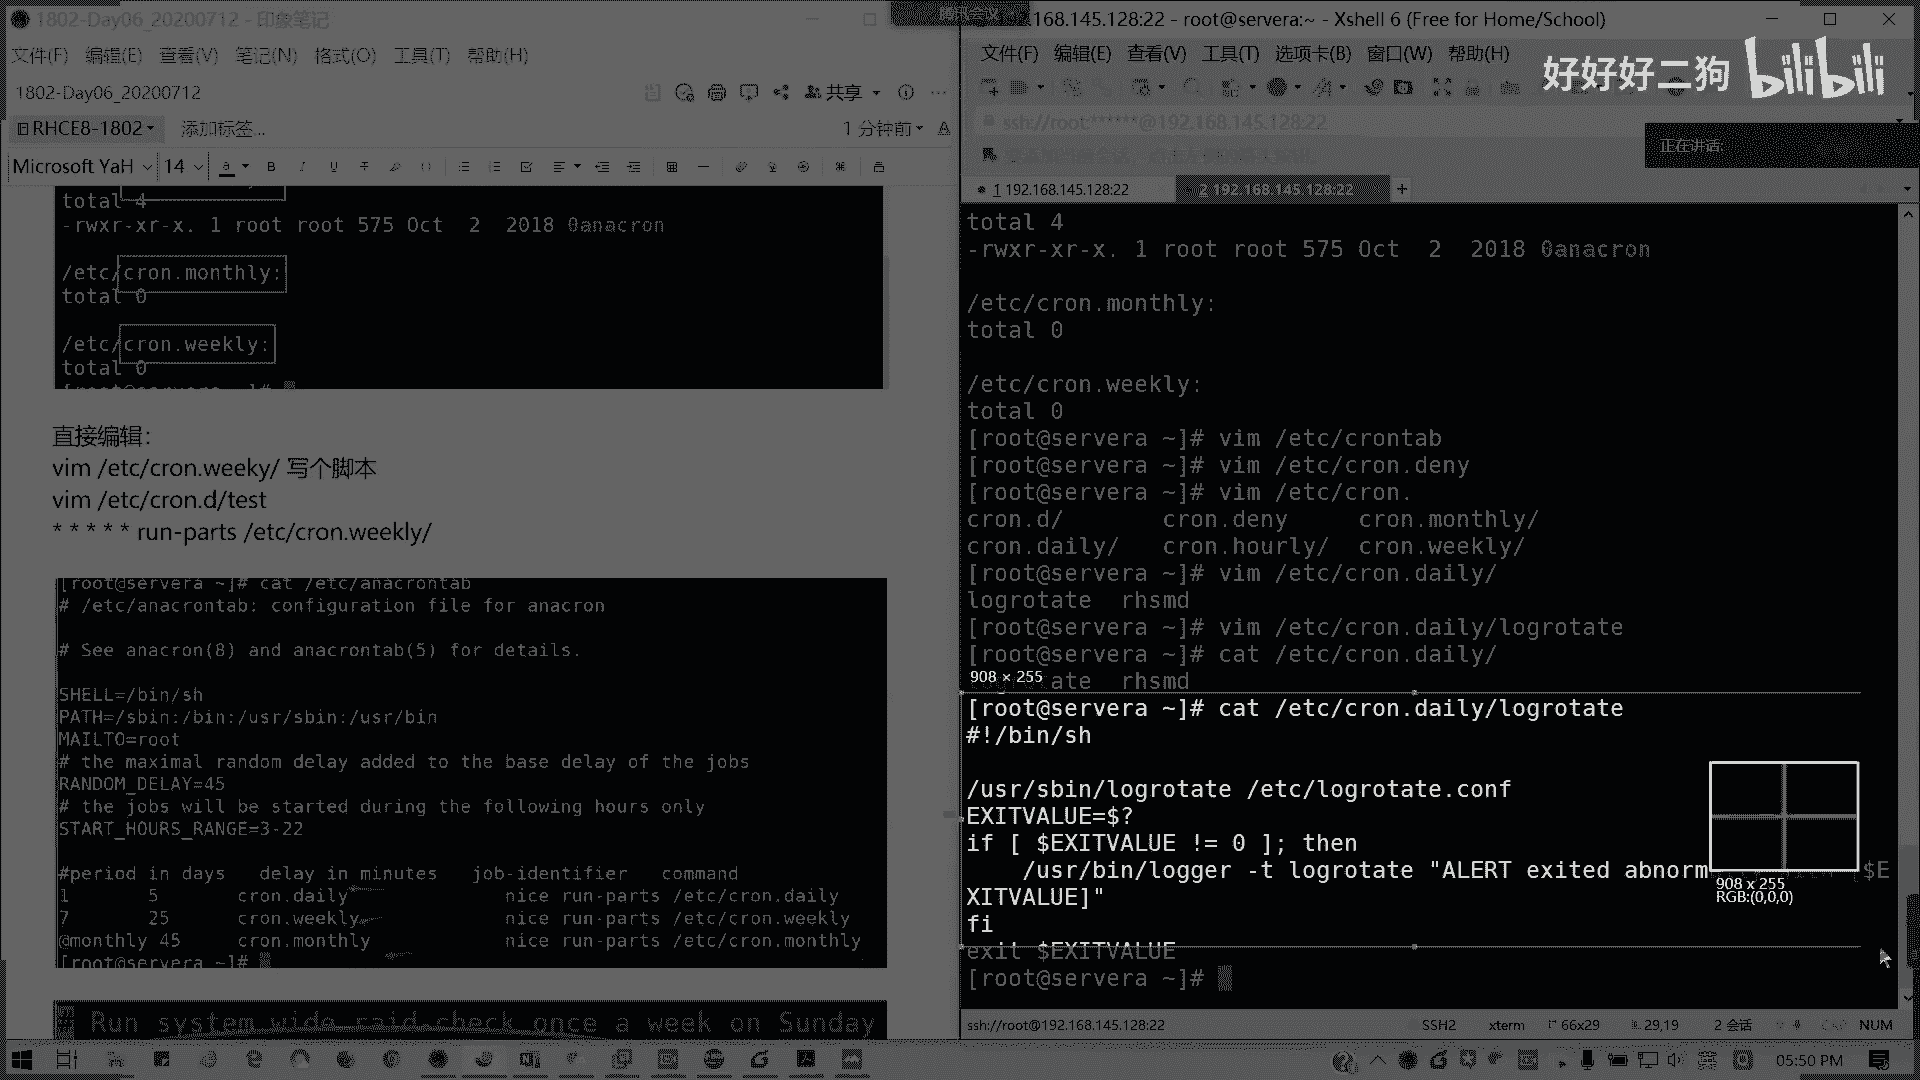 1802-Day06_20200712 - 印象笔记
文件(F) 编辑(E) 查看(V) 笔记(N) 格式(O) 工具(T) 帮助(H)
1802-Day06_20200712
共享
RHCE8-1802
添加标签...
1 分钟前
Microsoft YaH 14
total 4
-rwxr-xr-x. 1 root root 575 Oct  2  2018 0anacron
/etc/cron.monthly:
total 0
/etc/cron.weekly:
total 0
直接编辑:
vim /etc/cron.weeky/ 写个脚本
vim /etc/cron.d/test
* * * * * run-parts /etc/cron.weekly/
[root@servera ~]# cat /etc/anacrontab
# /etc/anacrontab: configuration file for anacron
# See anacron(8) and anacrontab(5) for details.
SHELL=/bin/sh
PATH=/sbin:/bin:/usr/sbin:/usr/bin
MAILTO=root
# the maximal random delay added to the base delay of the jobs
RANDOM_DELAY=45
# the jobs will be started during the following hours only
START_HOURS_RANGE=3-22
#period in days   delay in minutes   job-identifier   command
1       5       cron.daily              nice run-parts /etc/cron.daily
7       25      cron.weekly             nice run-parts /etc/cron.weekly
@monthly 45     cron.monthly            nice run-parts /etc/cron.monthly
[root@servera ~]#
Run system wide raid-check once a week on Sunday
腾讯会议
192.168.145.128:22 - root@servera:~ - Xshell 6 (Free for Home/School)
文件(F) 编辑(E) 查看(V) 工具(T) 选项卡(B) 窗口(W) 帮助(H)
好好好二狗 bilibili
ssh://root:******@192.168.145.128:22
正在讲话:
1 192.168.145.128:22
2 192.168.145.128:22
total 4
-rwxr-xr-x. 1 root root 575 Oct  2  2018 0anacron
/etc/cron.monthly:
total 0
/etc/cron.weekly:
total 0
[root@servera ~]# vim /etc/crontab
[root@servera ~]# vim /etc/cron.deny
[root@servera ~]# vim /etc/cron.
cron.d/       cron.deny     cron.monthly/
cron.daily/   cron.hourly/  cron.weekly/
[root@servera ~]# vim /etc/cron.daily/
logrotate  rhsmd
[root@servera ~]# vim /etc/cron.daily/logrotate
[root@servera ~]# cat /etc/cron.daily/
logrotate  rhsmd
908 × 255
[root@servera ~]# cat /etc/cron.daily/logrotate
#!/bin/sh
/usr/sbin/logrotate /etc/logrotate.conf
EXITVALUE=$?
if [ $EXITVALUE != 0 ]; then
    /usr/bin/logger -t logrotate "ALERT exited abnorm [$E
XITVALUE]"
fi
exit $EXITVALUE
[root@servera ~]#
908 x 255
RGB:(0,0,0)
ssh://root@192.168.145.128:22
SSH2 xterm 66x29 29,19 2 会话 NUM
英
05:50 PM